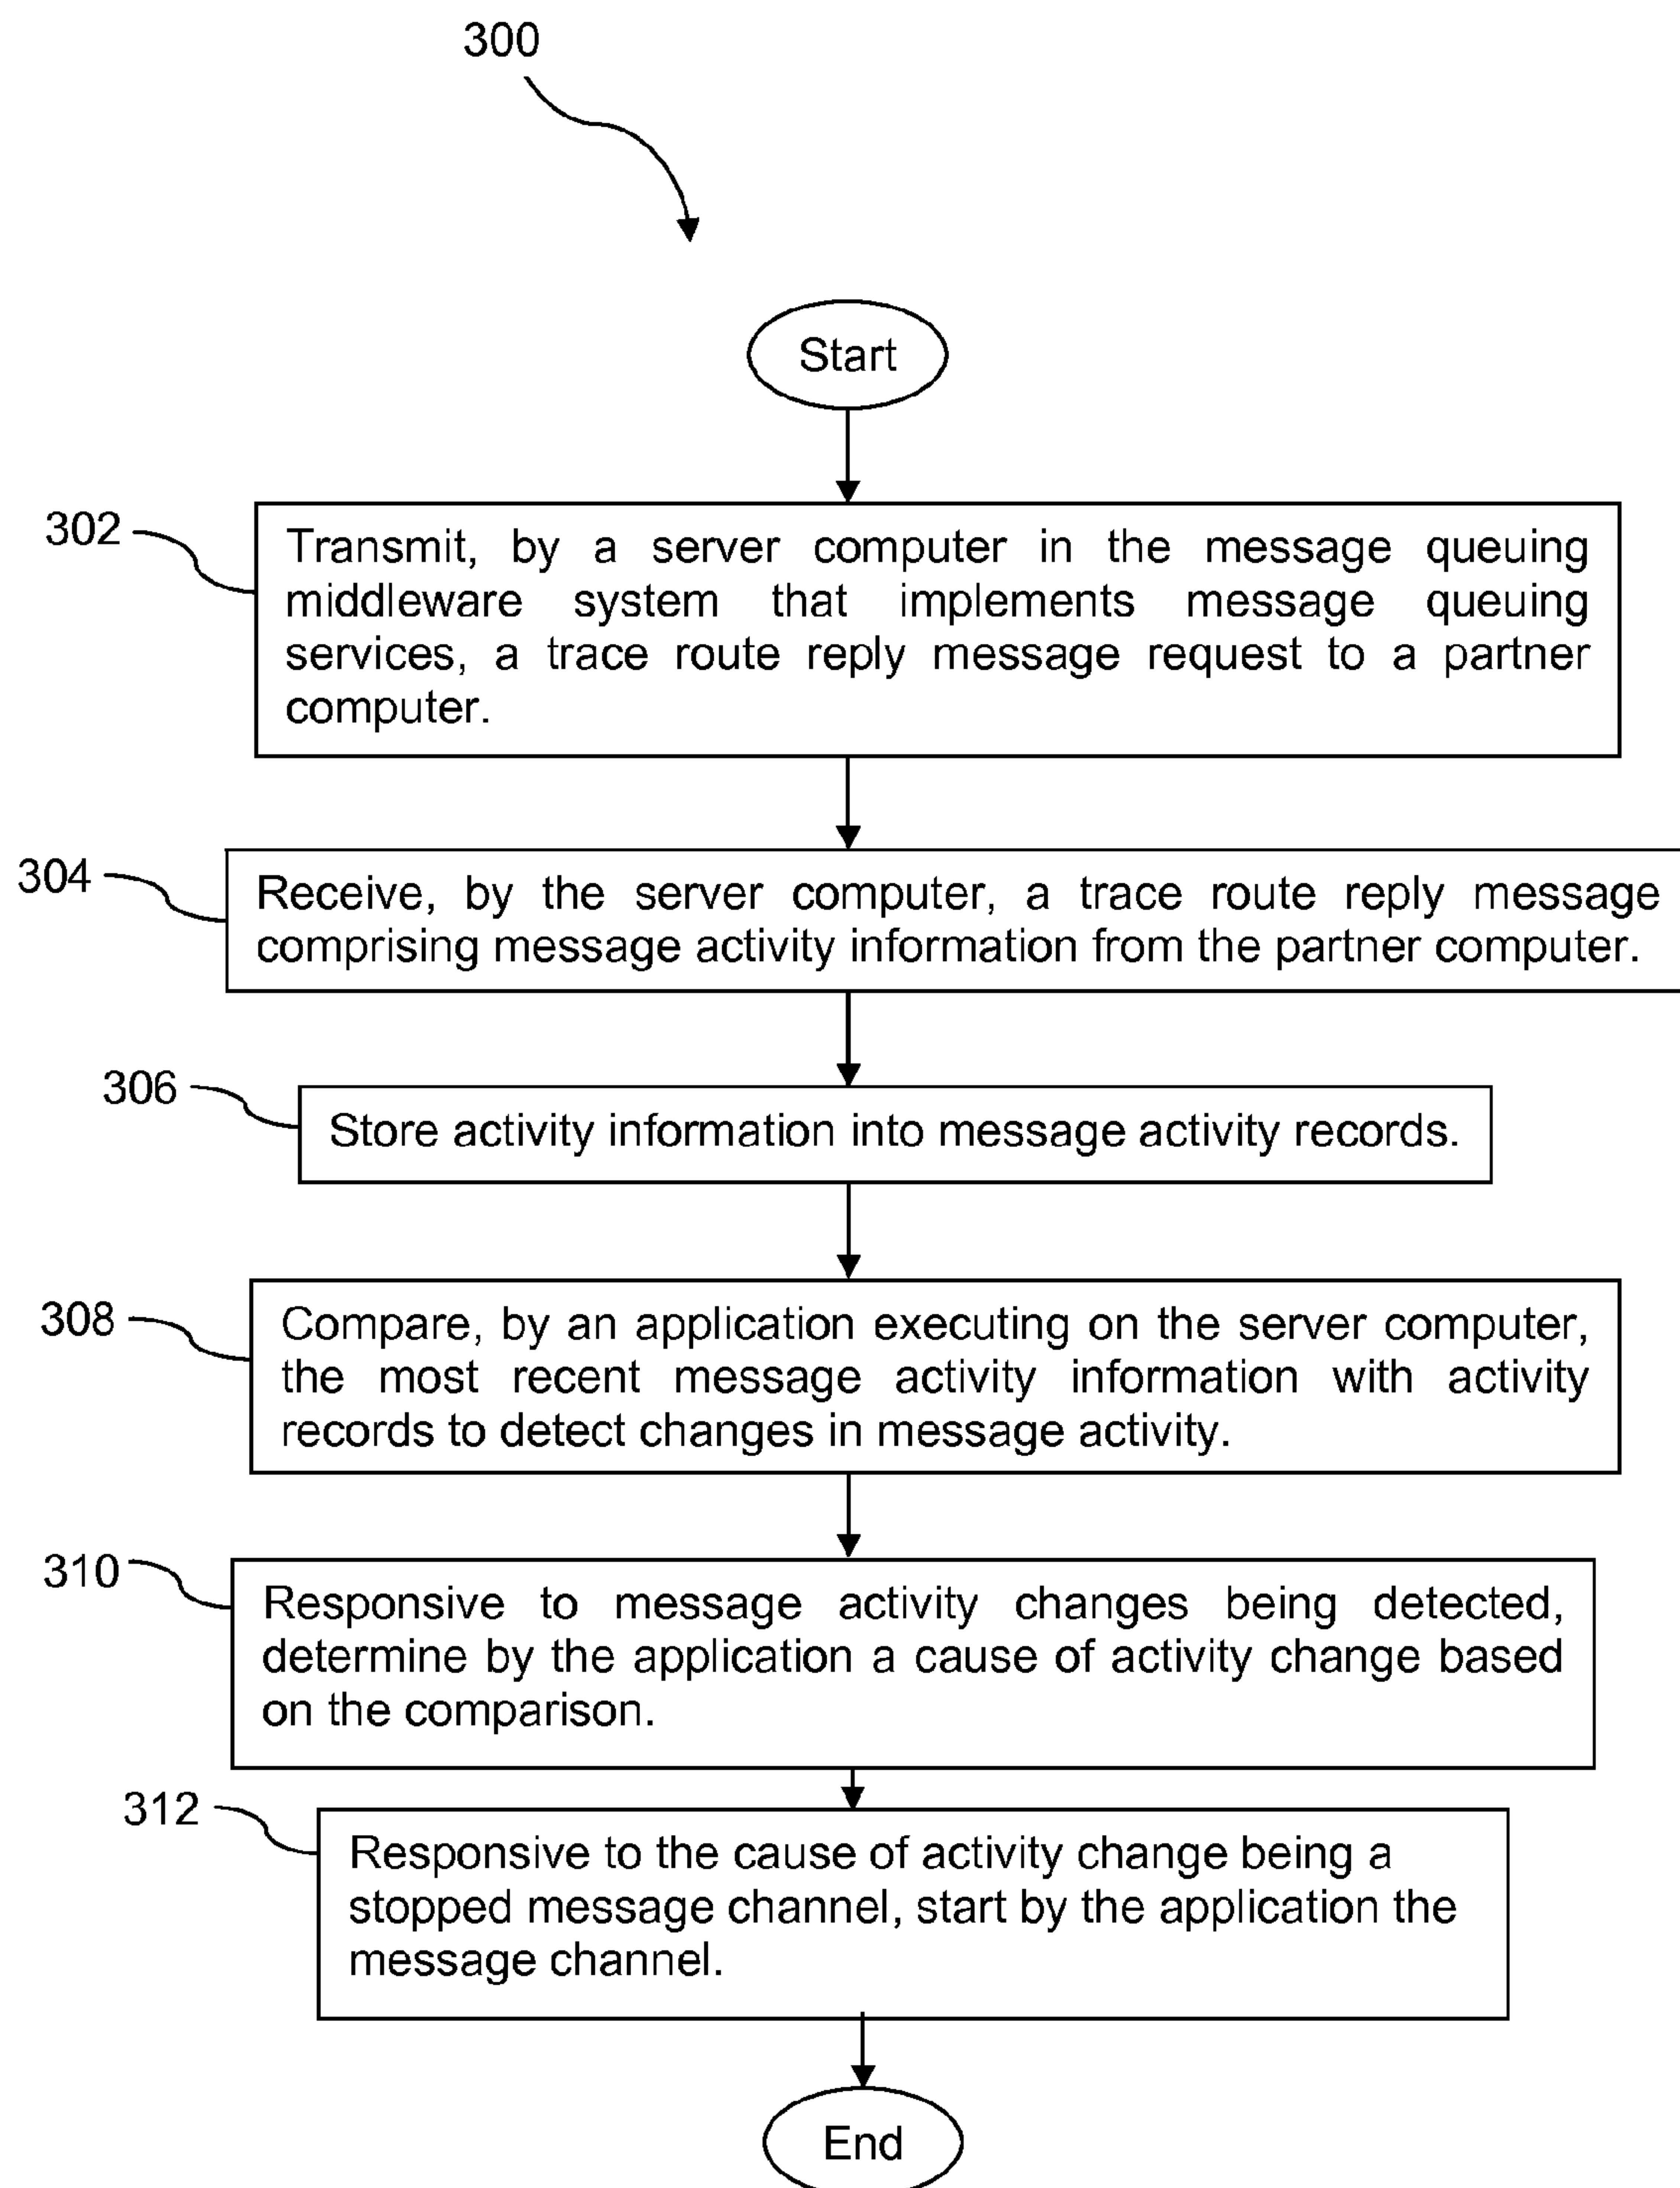 300
Start
302
Transmit, by a server computer in the message queuing
middleware system that implements message queuing
services, a trace route reply message request to a partner
computer.
304
Receive, by the server computer, a trace route reply message
comprising message activity information from the partner computer.
306
Store activity information into message activity records.
308
Compare, by an application executing on the server computer,
the most recent message activity information with activity
records to detect changes in message activity.
310
Responsive to message activity changes being detected,
determine by the application a cause of activity change based
on the comparison.
312
Responsive to the cause of activity change being a
stopped message channel, start by the application the
message channel.
End